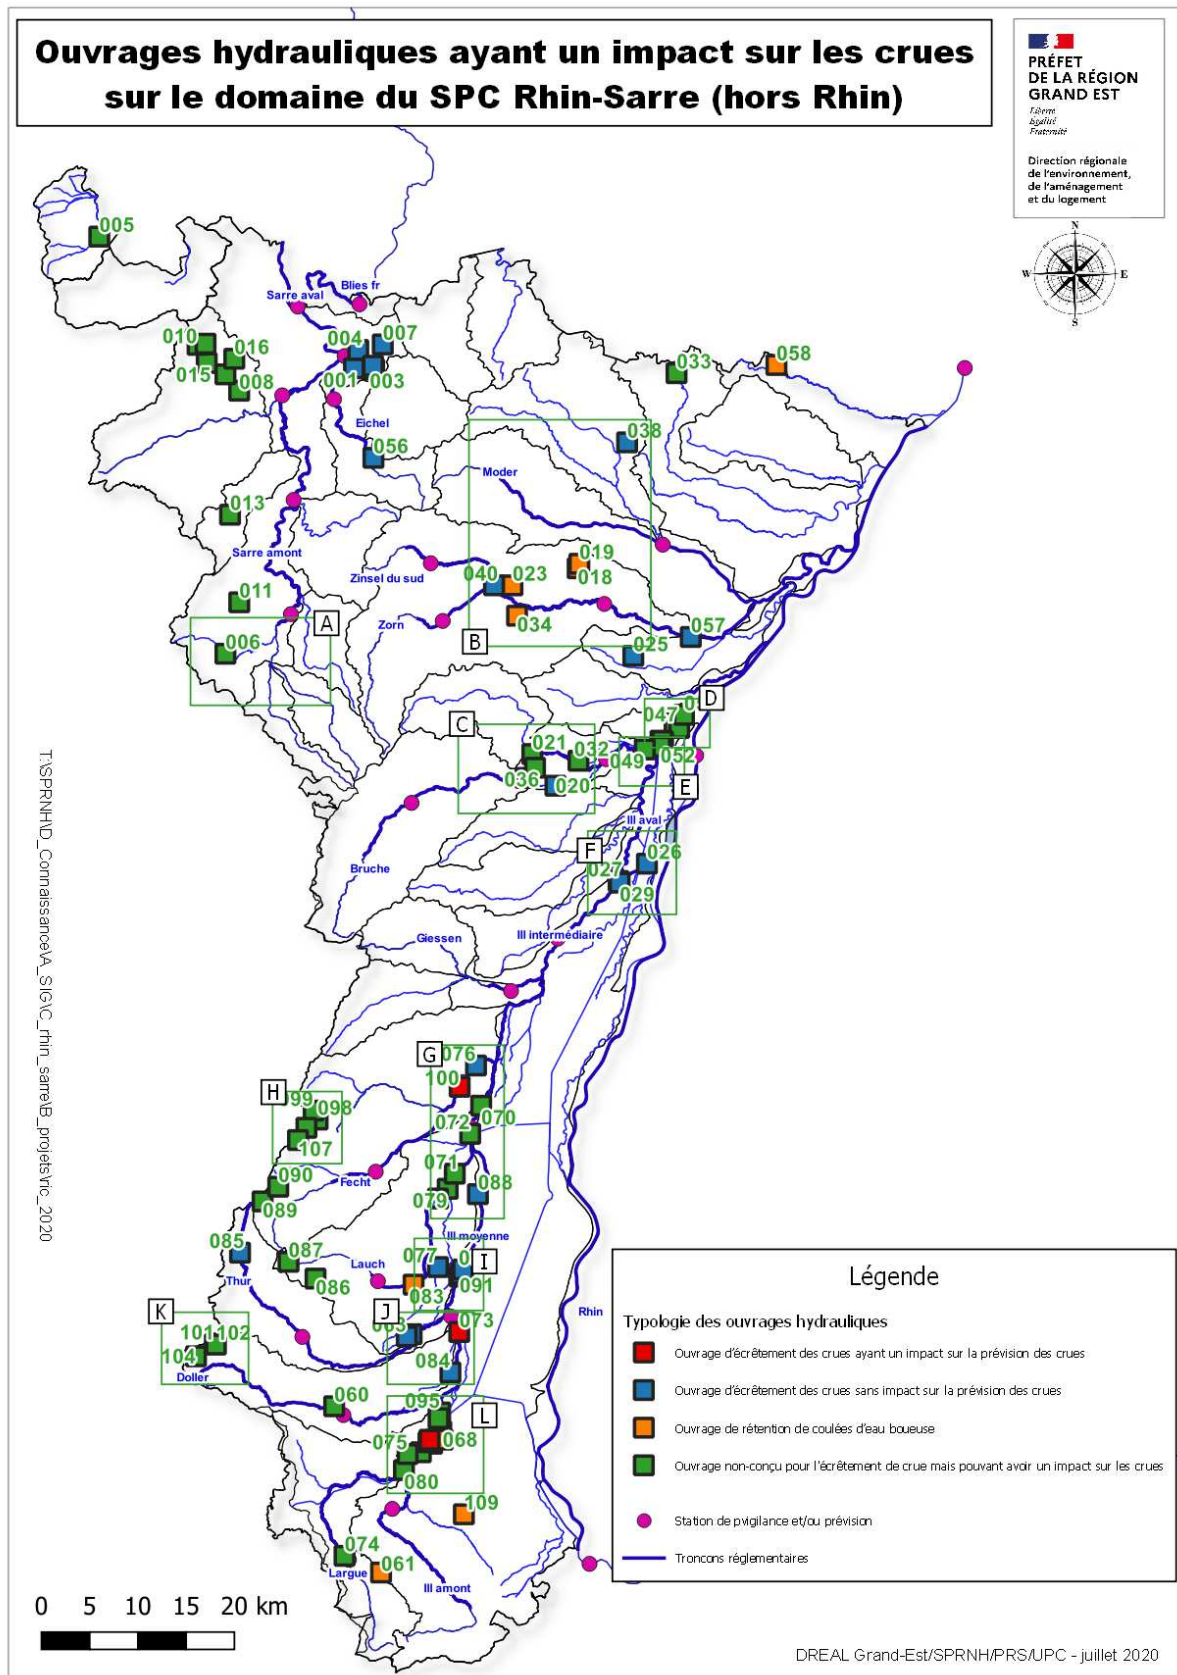 Ouvrages hydrauliques ayant un impact sur les crues
sur le domaine du SPC Rhin-Sarre (hors Rhin)
PRÉFET
DE LA RÉGION
GRAND EST
Liberté
Égalité
Fraternité
Direction régionale
de l'environnement,
de l'aménagement
et du logement
N
W
E
S
005
Sarre aval
Blies fr
010
016
015
008
004
007
001
003
033
058
Eichel
056
038
Moder
013
Sarre amont
019
018
Zinsel du sud
040
023
034
011
A
Zorn
B
006
057
025
D
047
C
021
032
049
052
036
020
E
Ill aval
F
026
027
029
Bruche
Giessen
Ill intermédiaire
G
076
100
H
099
098
070
072
107
071
090
Fecht
079
088
089
085
Ill moyenne
087
077
I
Lauch
Thur
086
083
091
K
J
073
063
101
102
104
084
Doller
Rhin
060
095
L
075
068
080
109
074
061
Largue
Ill amont
Légende
Typologie des ouvrages hydrauliques
Ouvrage d'écrêtement des crues ayant un impact sur la prévision des crues
Ouvrage d'écrêtement des crues sans impact sur la prévision des crues
Ouvrage de rétention de coulées d'eau boueuse
Ouvrage non-conçu pour l'écrêtement de crue mais pouvant avoir un impact sur les crues
Station de pvigilance et/ou prévision
Troncons réglementaires
0 5 10 15 20 km
DREAL Grand-Est/SPRNH/PRS/UPC - juillet 2020
T:\SPRNH\D_Connaissance\A_SIG\C_rhin_sarre\B_projets\ric_2020